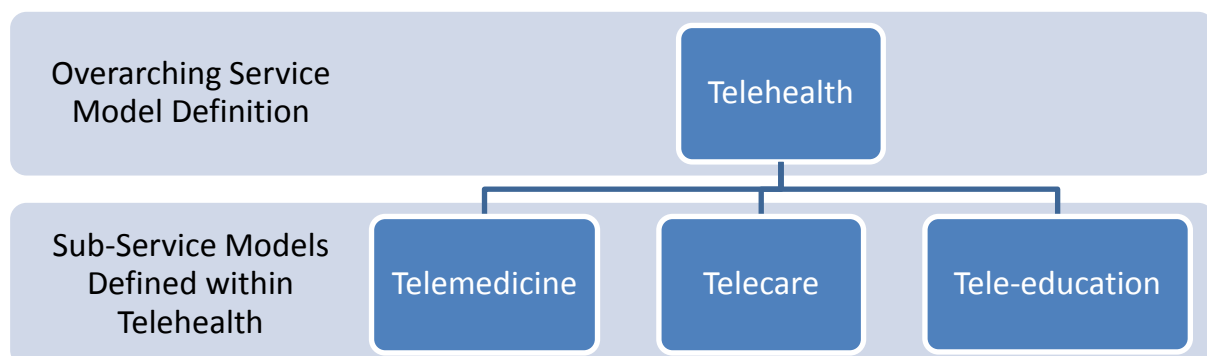 Overarching Service
Model Definition
Telehealth
Sub-Service Models
Defined within
Telehealth
Telemedicine
Telecare
Tele-education